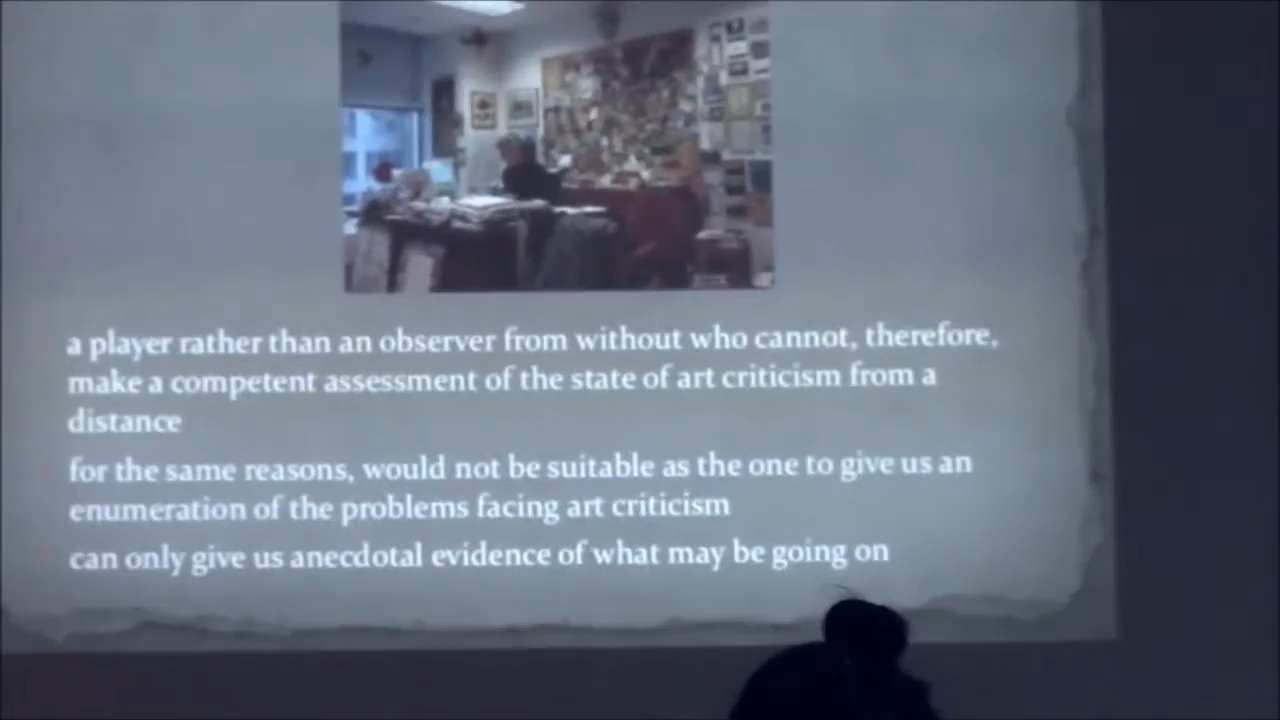 a player rather than an observer from without who cannot, therefore,
make a competent assessment of the state of art criticism from a
distance
for the same reasons, would not be suitable as the one to give us an
enumeration of the problems facing art criticism
can only give us anecdotal evidence of what may be going on